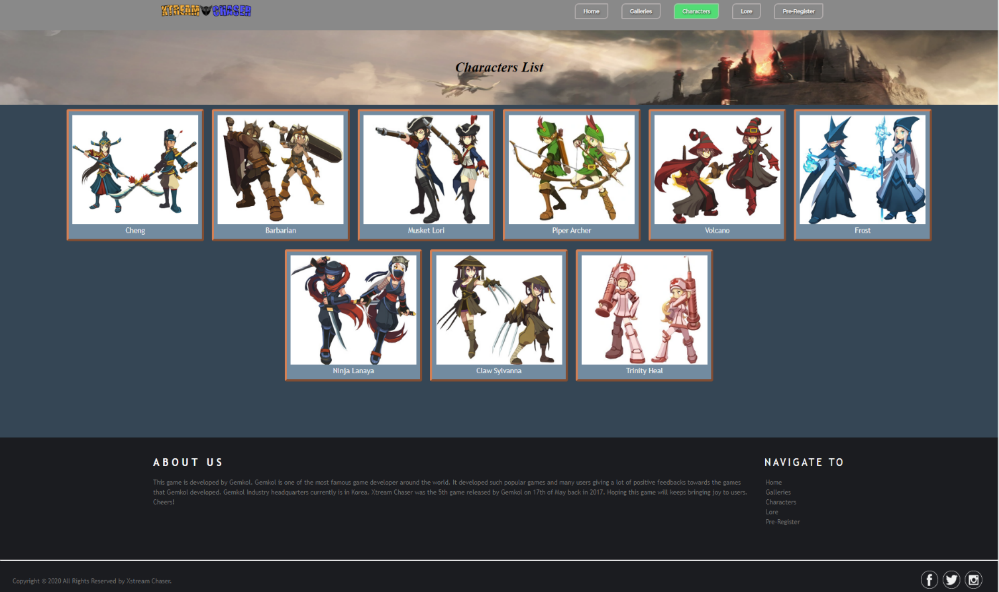 XTREAM CHASER
Home Galleries Characters Lore Pre-Register
Characters List
Cheng Barbarian Musket Lori Piper Archer Volcano Frost
Ninja Lanaya Claw Sylvanna Trinity Heal
ABOUT US
NAVIGATE TO
This game is developed by Gemkol. Gemkol is one of the most famous game developer around the world. It developed such popular games and many users giving a lot of positive feedbacks towards the games
that Gemkol developed. Gemkol Industry headquarters currently is in Korea. Xtream Chaser was the 5th game released by Gemkol on 17th of May back in 2017. Hoping this game will keeps bringing joy to users.
Cheers!
Home
Galleries
Characters
Lore
Pre-Register
Copyright © 2020 All Rights Reserved by Xstream Chases.